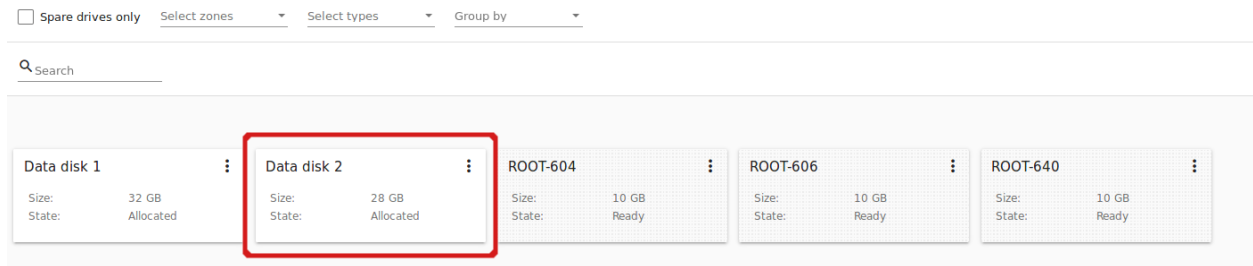 Spare drives only Select zones Select types Group by
Search
Data disk 1 Data disk 2 ROOT-604 ROOT-606 ROOT-640
Size: 32 GB Size: 28 GB Size: 10 GB Size: 10 GB Size: 10 GB
State: Allocated State: Allocated State: Ready State: Ready State: Ready